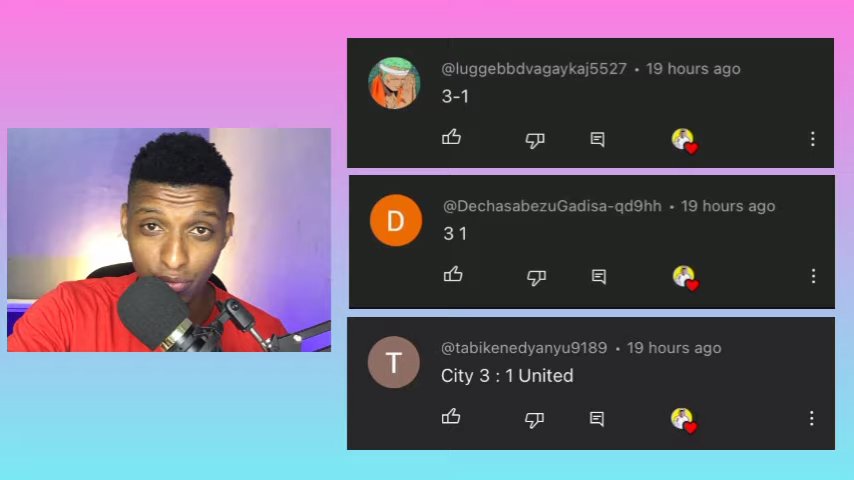 @luggebbdvagaykaj5527 • 19 hours ago
3-1
D
@DechasabezuGadisa-qd9hh • 19 hours ago
3 1
T
@tabikenedyanyu9189 • 19 hours ago
City 3 : 1 United